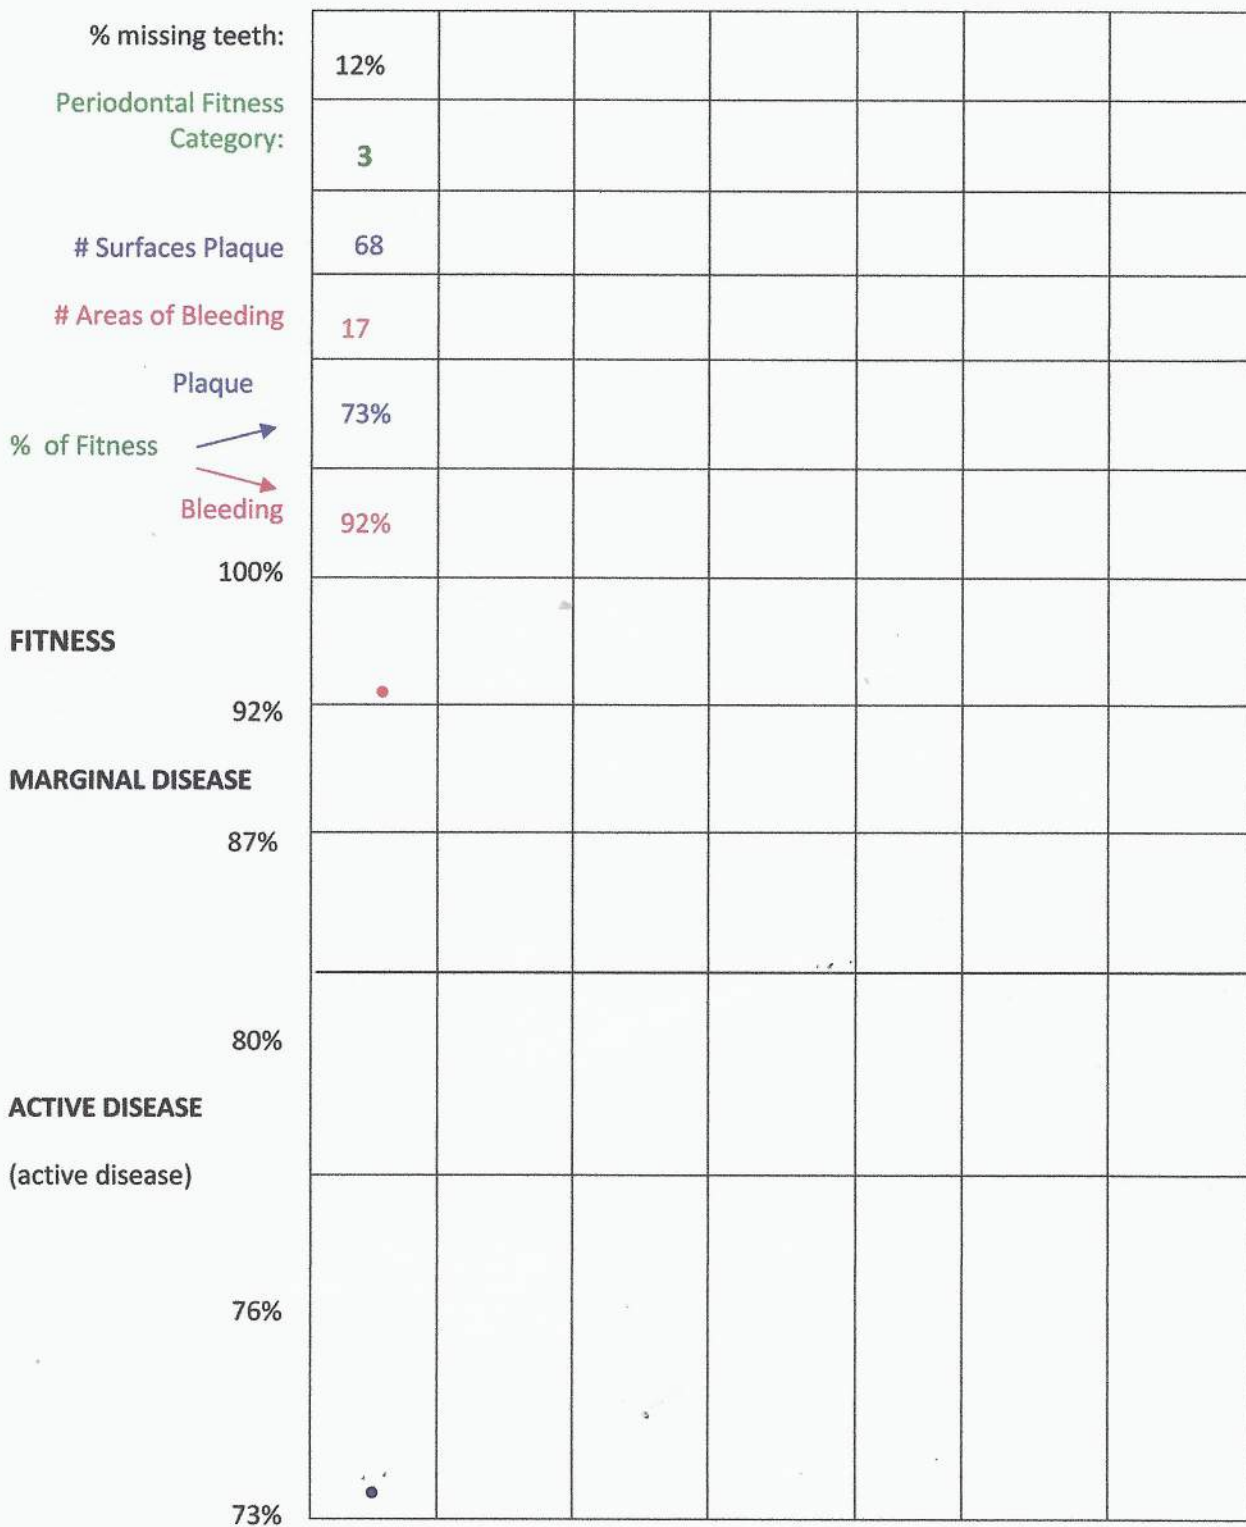 % missing teeth:
12%
Periodontal Fitness
Category:
3
# Surfaces Plaque
68
# Areas of Bleeding
17
Plaque
73%
% of Fitness
Bleeding
92%
100%
FITNESS
92%
MARGINAL DISEASE
87%
80%
ACTIVE DISEASE
(active disease)
76%
73%